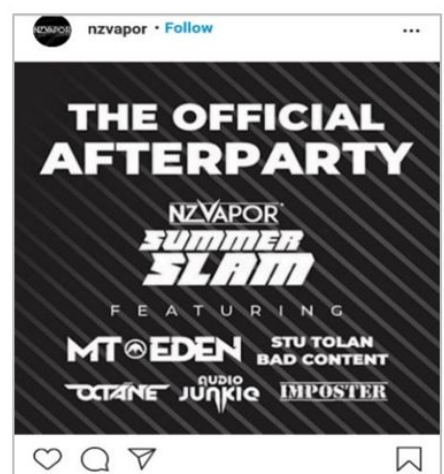 NZVAPOR nzvapor • Follow ...
THE OFFICIAL
AFTERPARTY
NZVAPOR
SUMMER
SLAM
FEATURING
MT EDEN
STU TOLAN
BAD CONTENT
OCTANE
AUDIO
JUNKIE
IMPOSTER